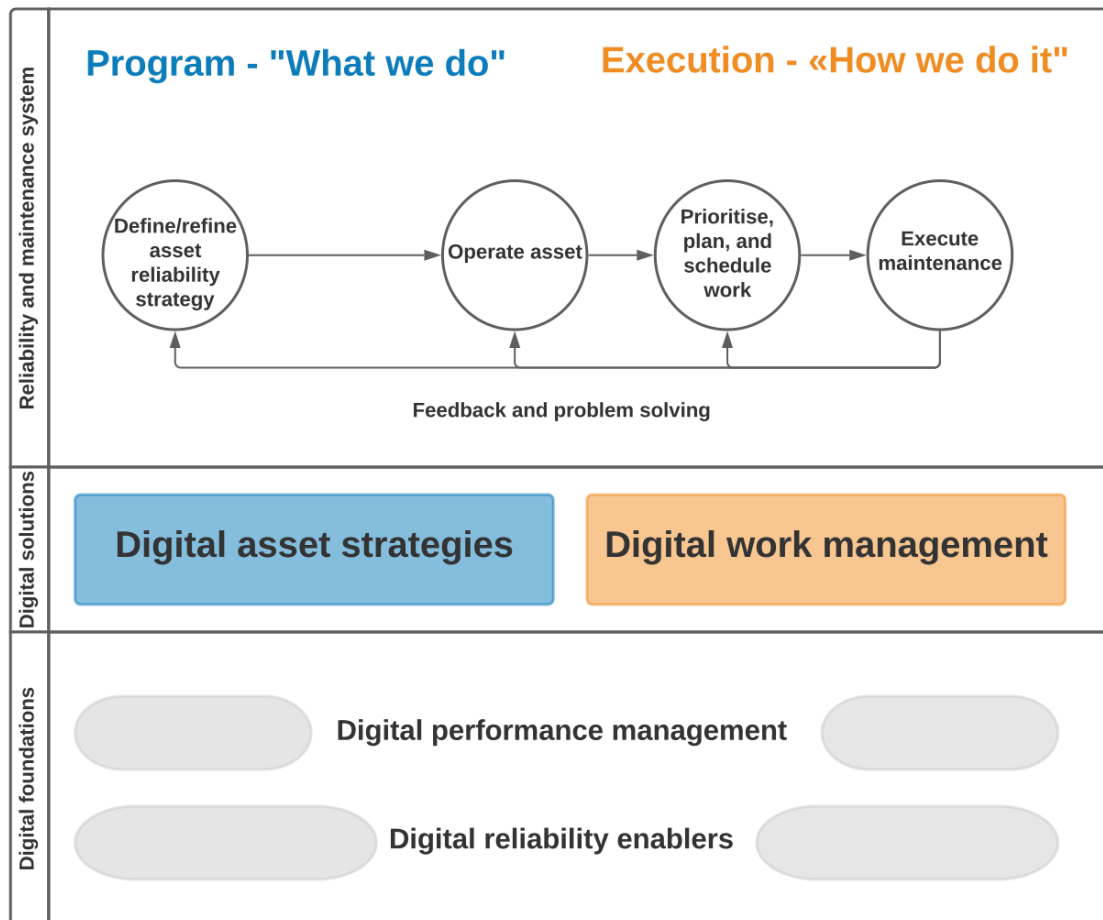 Reliability and maintenance system
Program - "What we do"
Execution - «How we do it"
Define/refine
asset
reliability
strategy
Operate asset
Prioritise,
plan, and
schedule
work
Execute
maintenance
Feedback and problem solving
Digital solutions
Digital asset strategies
Digital work management
Digital foundations
Digital performance management
Digital reliability enablers